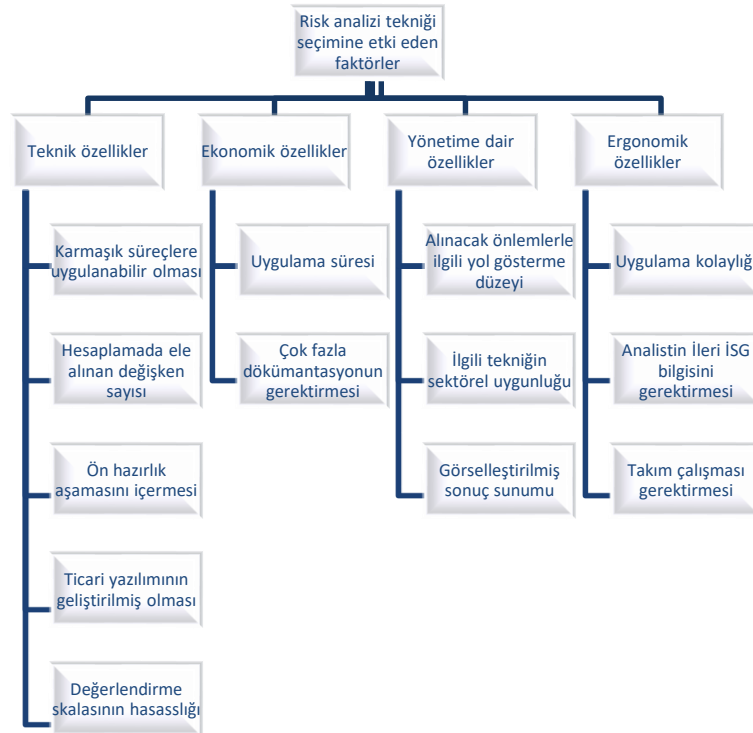 Risk analizi tekniği
seçimine etki eden
faktörler
Teknik özellikler
Ekonomik özellikler
Yönetime dair
özellikler
Ergonomik
özellikler
Karmaşık süreçlere
uygulanabilir olması
Hesaplamada ele
alınan değişken
sayısı
Ön hazırlık
aşamasını içermesi
Ticari yazılımının
geliştirilmiş olması
Değerlendirme
skalasının hasasslığı
Uygulama süresi
Çok fazla
dökümantasyonun
gerektirmesi
Alınacak önlemlerle
ilgili yol gösterme
düzeyi
İlgili tekniğin
sektörel uygunluğu
Görselleştirilmiş
sonuç sunumu
Uygulama kolaylığ
Analistin İleri İSG
bilgisini
gerektirmesi
Takım çalışması
gerektirmesi